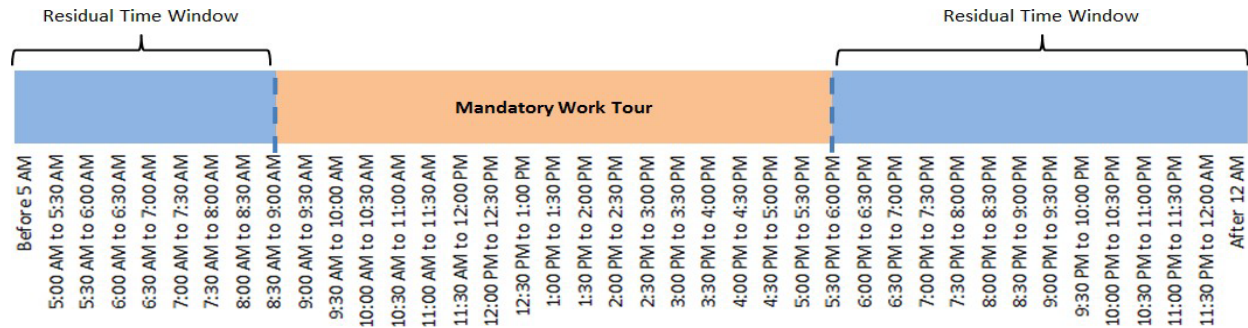 Residual Time Window
Residual Time Window
Mandatory Work Tour
Before 5 AM
5:00 AM to 5:30 AM
5:30 AM to 6:00 AM
6:00 AM to 6:30 AM
6:30 AM to 7:00 AM
7:00 AM to 7:30 AM
7:30 AM to 8:00 AM
8:00 AM to 8:30 AM
8:30 AM to 9:00 AM
9:00 AM to 9:30 AM
9:30 AM to 10:00 AM
10:00 AM to 10:30 AM
10:30 AM to 11:00 AM
11:00 AM to 11:30 AM
11:30 AM to 12:00 PM
12:00 PM to 12:30 PM
12:30 PM to 1:00 PM
1:00 PM to 1:30 PM
1:30 PM to 2:00 PM
2:00 PM to 2:30 PM
2:30 PM to 3:00 PM
3:00 PM to 3:30 PM
3:30 PM to 4:00 PM
4:00 PM to 4:30 PM
4:30 PM to 5:00 PM
5:00 PM to 5:30 PM
5:30 PM to 6:00 PM
6:00 PM to 6:30 PM
6:30 PM to 7:00 PM
7:00 PM to 7:30 PM
7:30 PM to 8:00 PM
8:00 PM to 8:30 PM
8:30 PM to 9:00 PM
9:00 PM to 9:30 PM
9:30 PM to 10:00 PM
10:00 PM to 10:30 PM
10:30 PM to 11:00 PM
11:00 PM to 11:30 PM
11:30 PM to 12:00 AM
After 12 AM